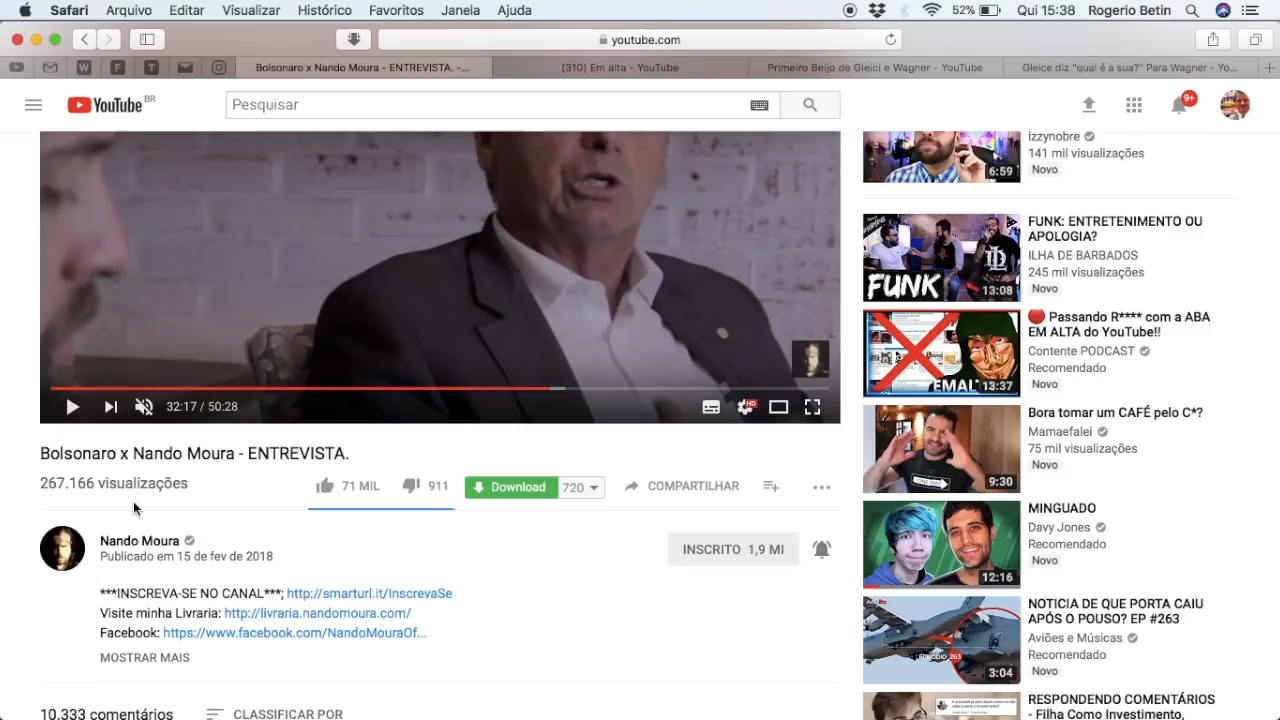 Safari Arquivo Editar Visualizar Histórico Favoritos Janela Ajuda 52% Qui 15:38 Rogerio Betin
youtube.com
W F T Bolsonaro x Nando Moura - ENTREVISTA. -... (310) Em alta - YouTube Primeiro Beijo de Gleici e Wagner - YouTube Gleice diz "qual é a sua?" Para Wagner - Yo...
YouTube BR
Pesquisar
9+
izzynobre
141 mil visualizações
6:59
Novo
FUNK: ENTRETENIMENTO OU
APOLOGIA?
ILHA DE BARBADOS
245 mil visualizações
Novo
FUNK
13:08
Passando R**** com a ABA
EM ALTA do YouTube!!
Contente PODCAST
Recomendado
Novo
13:37
Bora tomar um CAFÉ pelo C*?
Mamaefalei
75 mil visualizações
Novo
9:30
32:17 / 50:28
HD
Bolsonaro x Nando Moura - ENTREVISTA.
267.166 visualizações
71 MIL 911 Download 720 COMPARTILHAR
Nando Moura
Publicado em 15 de fev de 2018
INSCRITO 1,9 MI
***INSCREVA-SE NO CANAL***; http://smarturl.it/InscrevaSe
Visite minha Livraria: http://livraria.nandomoura.com/
Facebook: https://www.facebook.com/NandoMouraOf...
MOSTRAR MAIS
10.333 comentários CLASSIFICAR POR
MINGUADO
Davy Jones
Recomendado
Novo
12:16
NOTICIA DE QUE PORTA CAIU
APÓS O POUSO? EP #263
Aviões e Músicas
Recomendado
Novo
3:04
RESPONDENDO COMENTÁRIOS
- Filha Como Investimento,